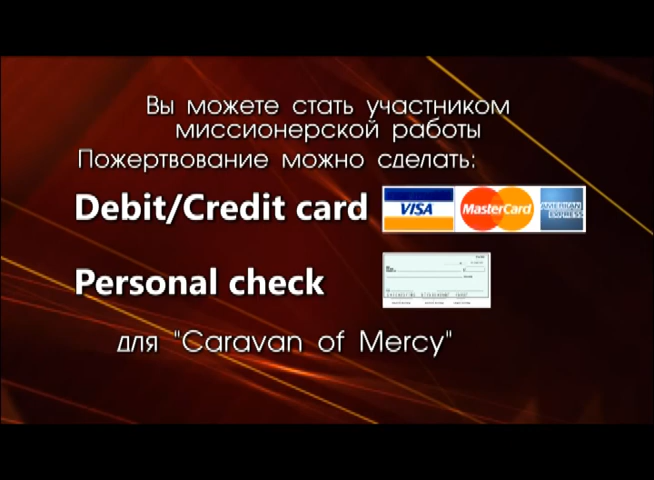 Вы можете стать участником
миссионерской работы
Пожертвование можно сделать:
Debit/Credit card VISA MasterCard AMERICAN EXPRESS
Personal check
для "Caravan of Mercy"